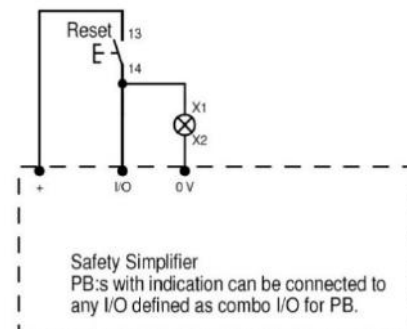 Reset 13
14
X1
X2
+ I/O 0 V
Safety Simplifier
PB:s with indication can be connected to
any I/O defined as combo I/O for PB.